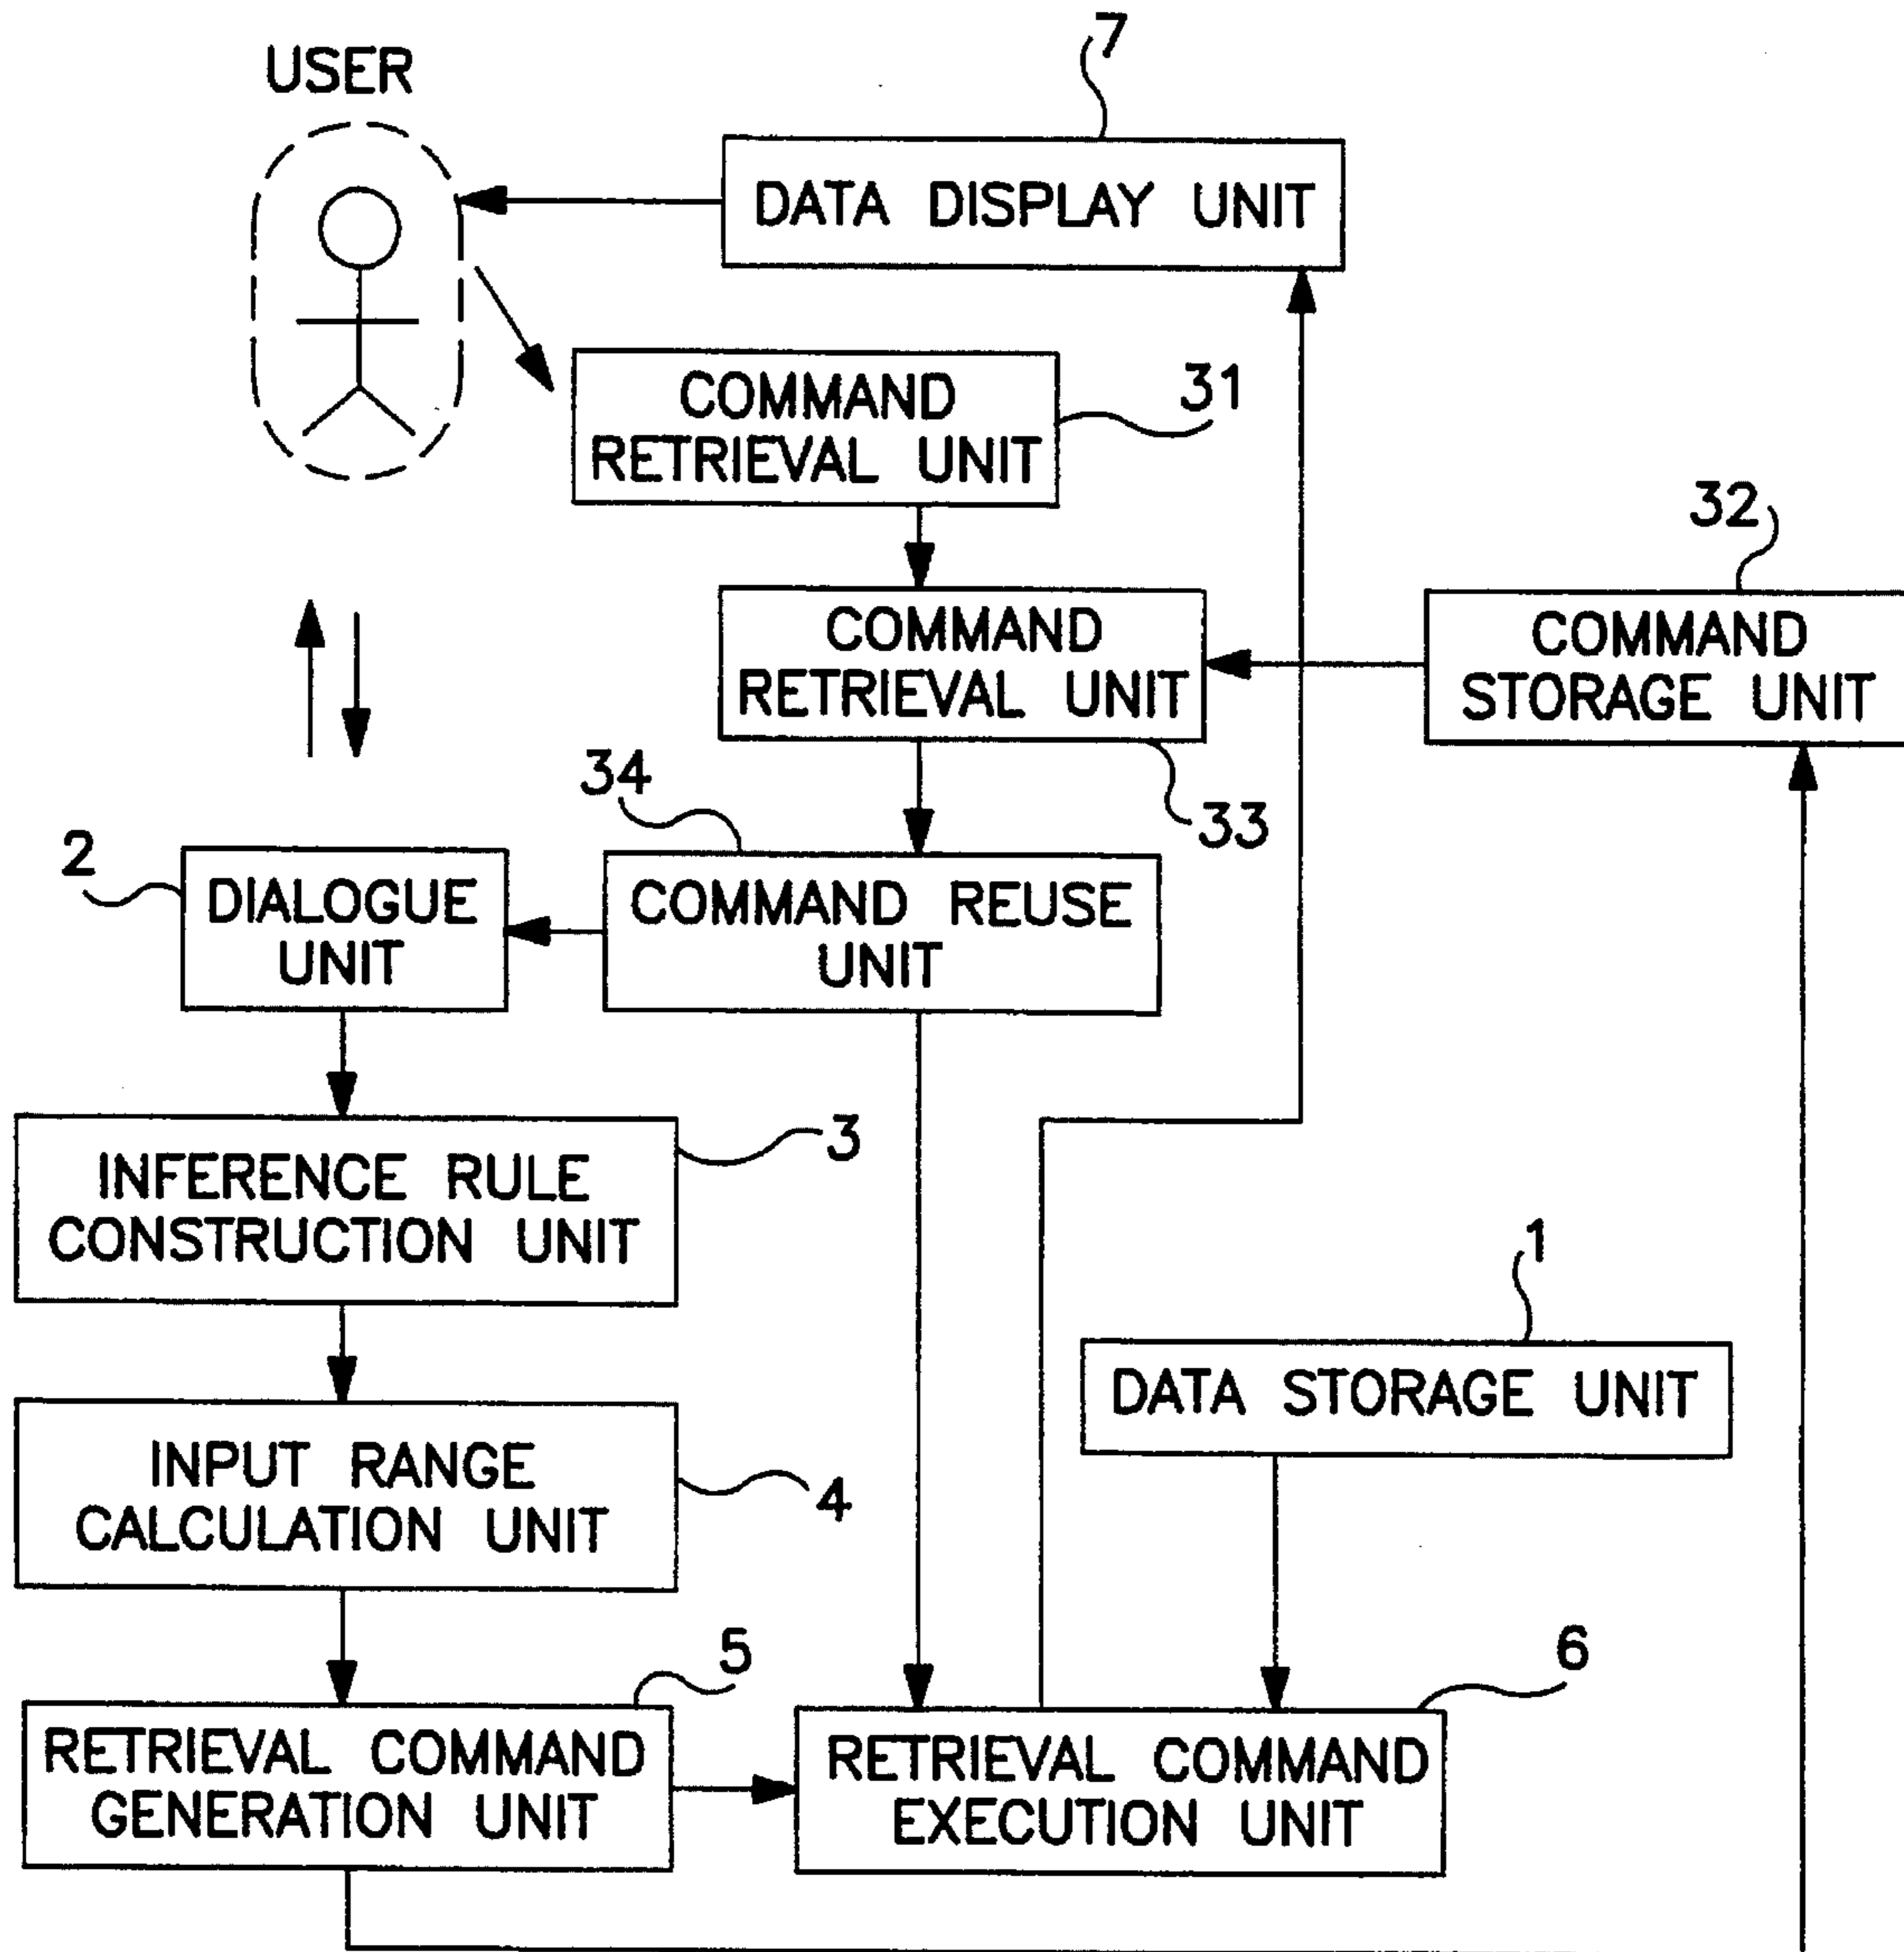 7
USER
DATA DISPLAY UNIT
COMMAND
RETRIEVAL UNIT
31
32
COMMAND
RETRIEVAL UNIT
COMMAND
STORAGE UNIT
34
33
2
DIALOGUE
UNIT
COMMAND REUSE
UNIT
3
INFERENCE RULE
CONSTRUCTION UNIT
1
DATA STORAGE UNIT
INPUT RANGE
CALCULATION UNIT
4
5
6
RETRIEVAL COMMAND
GENERATION UNIT
RETRIEVAL COMMAND
EXECUTION UNIT